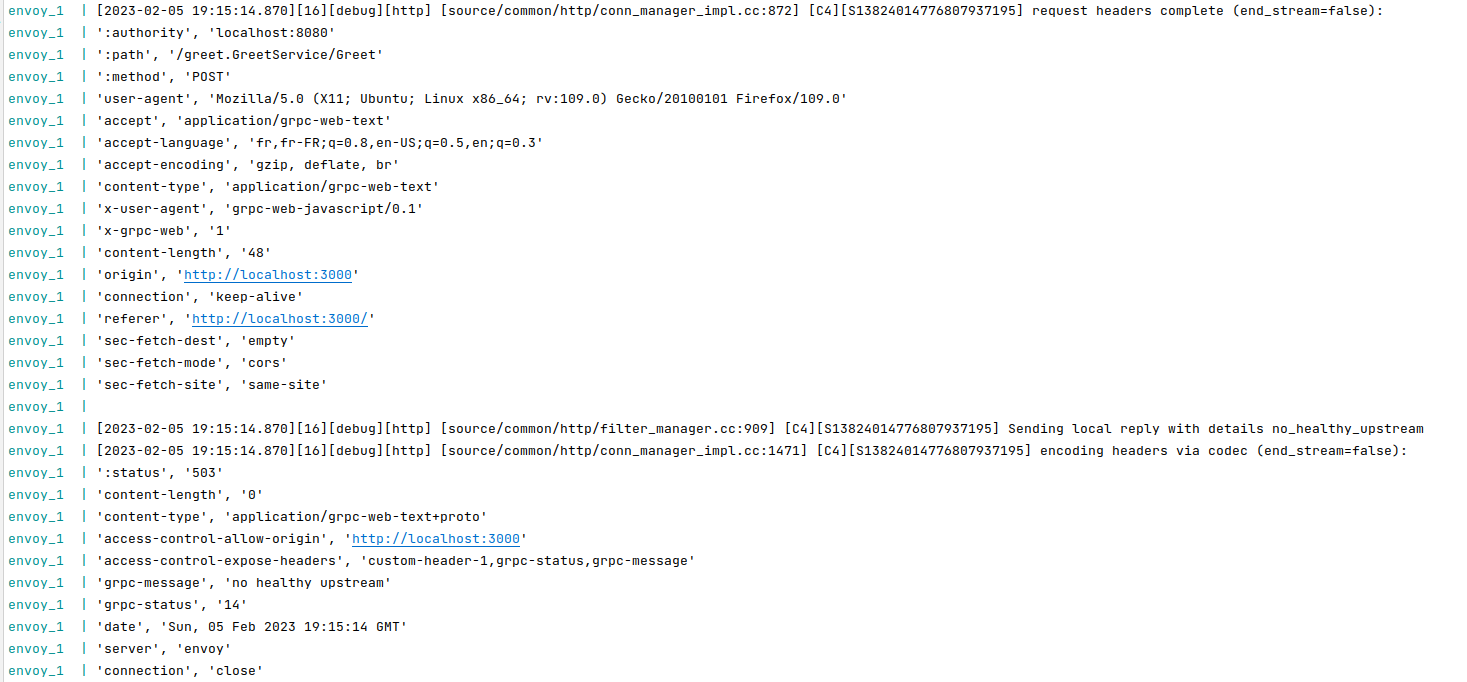 envoy_1 | [2023-02-05 19:15:14.870][16][debug][http] [source/common/http/conn_manager_impl.cc:872] [C4][S13824014776807937195] request headers complete (end_stream=false):
envoy_1 | ':authority', 'localhost:8080'
envoy_1 | ':path', '/greet.GreetService/Greet'
envoy_1 | ':method', 'POST'
envoy_1 | 'user-agent', 'Mozilla/5.0 (X11; Ubuntu; Linux x86_64; rv:109.0) Gecko/20100101 Firefox/109.0'
envoy_1 | 'accept', 'application/grpc-web-text'
envoy_1 | 'accept-language', 'fr,fr-FR;q=0.8,en-US;q=0.5,en;q=0.3'
envoy_1 | 'accept-encoding', 'gzip, deflate, br'
envoy_1 | 'content-type', 'application/grpc-web-text'
envoy_1 | 'x-user-agent', 'grpc-web-javascript/0.1'
envoy_1 | 'x-grpc-web', '1'
envoy_1 | 'content-length', '48'
envoy_1 | 'origin', 'http://localhost:3000'
envoy_1 | 'connection', 'keep-alive'
envoy_1 | 'referer', 'http://localhost:3000/'
envoy_1 | 'sec-fetch-dest', 'empty'
envoy_1 | 'sec-fetch-mode', 'cors'
envoy_1 | 'sec-fetch-site', 'same-site'
envoy_1 |
envoy_1 | [2023-02-05 19:15:14.870][16][debug][http] [source/common/http/filter_manager.cc:909] [C4][S13824014776807937195] Sending local reply with details no_healthy_upstream
envoy_1 | [2023-02-05 19:15:14.870][16][debug][http] [source/common/http/conn_manager_impl.cc:1471] [C4][S13824014776807937195] encoding headers via codec (end_stream=false):
envoy_1 | ':status', '503'
envoy_1 | 'content-length', '0'
envoy_1 | 'content-type', 'application/grpc-web-text+proto'
envoy_1 | 'access-control-allow-origin', 'http://localhost:3000'
envoy_1 | 'access-control-expose-headers', 'custom-header-1,grpc-status,grpc-message'
envoy_1 | 'grpc-message', 'no healthy upstream'
envoy_1 | 'grpc-status', '14'
envoy_1 | 'date', 'Sun, 05 Feb 2023 19:15:14 GMT'
envoy_1 | 'server', 'envoy'
envoy_1 | 'connection', 'close'